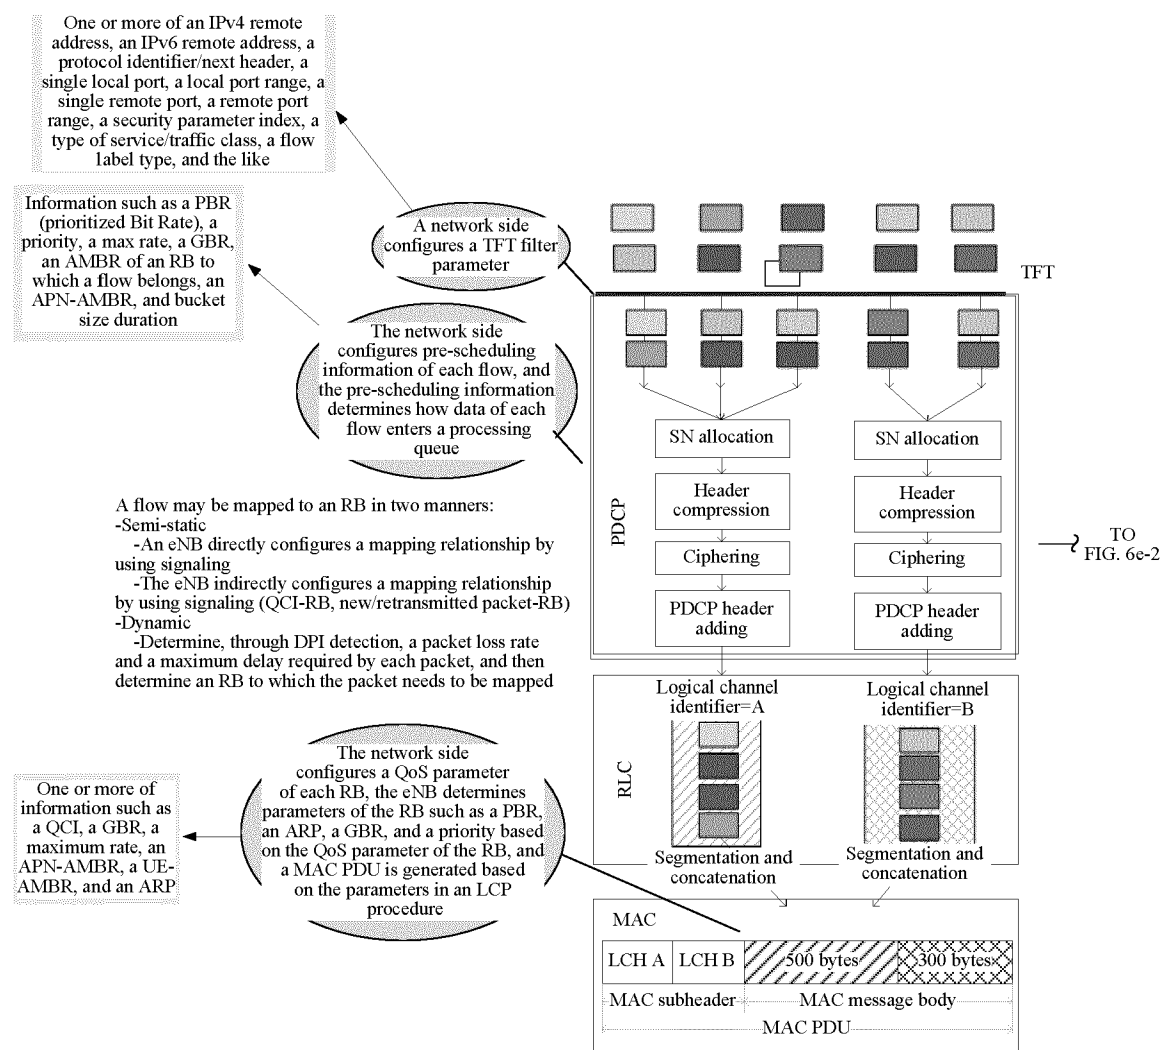 One or more of an IPv4 remote
address, an IPv6 remote address, a
protocol identifier/next header, a
single local port, a local port range, a
single remote port, a remote port
range, a security parameter index, a
type of service/traffic class, a flow
label type, and the like
Information such as a PBR
(prioritized Bit Rate), a
priority, a max rate, a GBR,
an AMBR of an RB to
which a flow belongs, an
APN-AMBR, and bucket
size duration
A network side
configures a TFT filter
parameter
TFT
The network side
configures pre-scheduling
information of each flow, and
the pre-scheduling information
determines how data of each
flow enters a processing
queue
A flow may be mapped to an RB in two manners:
-Semi-static
-An eNB directly configures a mapping relationship by
using signaling
-The eNB indirectly configures a mapping relationship
by using signaling (QCI-RB, new/retransmitted packet-RB)
-Dynamic
-Determine, through DPI detection, a packet loss rate
and a maximum delay required by each packet, and then
determine an RB to which the packet needs to be mapped
PDCP
SN allocation
Header
compression
Ciphering
PDCP header
adding
SN allocation
Header
compression
Ciphering
PDCP header
adding
TO
FIG. 6e-2
RLC
Logical channel
identifier=A
Segmentation and
concatenation
Logical channel
identifier=B
Segmentation and
concatenation
The network side
configures a QoS parameter
of each RB, the eNB determines
parameters of the RB such as a PBR,
an ARP, a GBR, and a priority based
on the QoS parameter of the RB, and
a MAC PDU is generated based
on the parameters in an LCP
procedure
One or more of
information such as
a QCI, a GBR, a
maximum rate, an
APN-AMBR, a UE-
AMBR, and an ARP
MAC
LCH A
LCH B
500 bytes
300 bytes
MAC subheader
MAC message body
MAC PDU